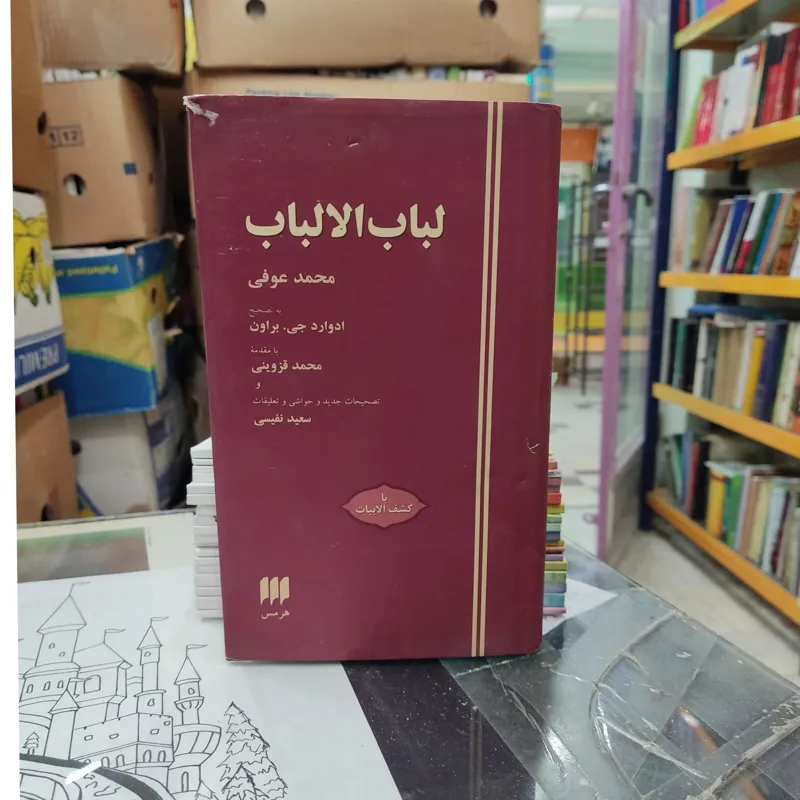 لباب الالباب
محمد عوفی
به تصحیح
ادوارد جی. براون
با مقدمهٔ
محمد قزوینی
و
تصحیحات جدید و حواشی و تعلیقات
سعید نفیسی
با
کشف الابیات
هرمس
PREMIUM